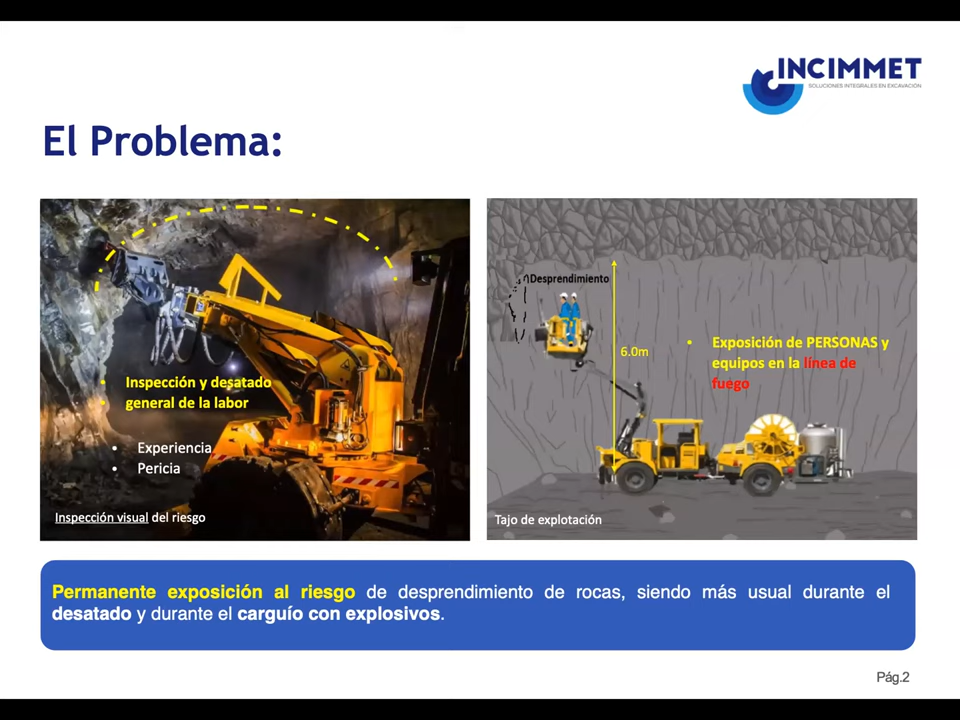 INCIMMET
SOLUCIONES INTEGRALES EN EXCAVACIÓN
El Problema:
• Inspección y desatado
• general de la labor
• Experiencia
• Pericia
Inspección visual del riesgo
Desprendimiento
6.0m
• Exposición de PERSONAS y
equipos en la línea de
fuego
Tajo de explotación
Permanente exposición al riesgo de desprendimiento de rocas, siendo más usual durante el
desatado y durante el carguío con explosivos.
Pág.2